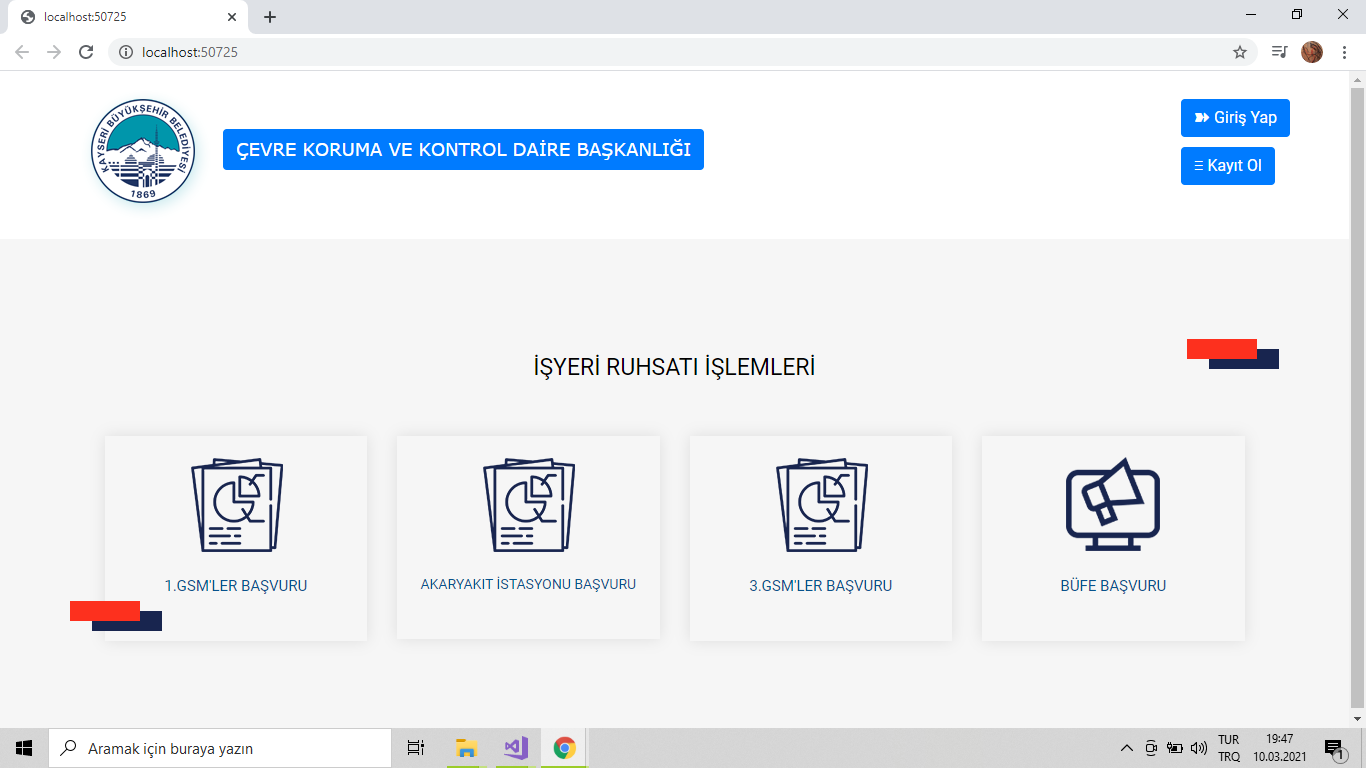 localhost:50725
localhost:50725
KAYSERİ BÜYÜKŞEHİR BELEDİYESİ
1869
ÇEVRE KORUMA VE KONTROL DAİRE BAŞKANLIĞI
Giriş Yap
Kayıt Ol
İŞYERİ RUHSATI İŞLEMLERİ
1.GSM'LER BAŞVURU
AKARYAKIT İSTASYONU BAŞVURU
3.GSM'LER BAŞVURU
BÜFE BAŞVURU
Aramak için buraya yazın
TUR
TRQ
19:47
10.03.2021
1